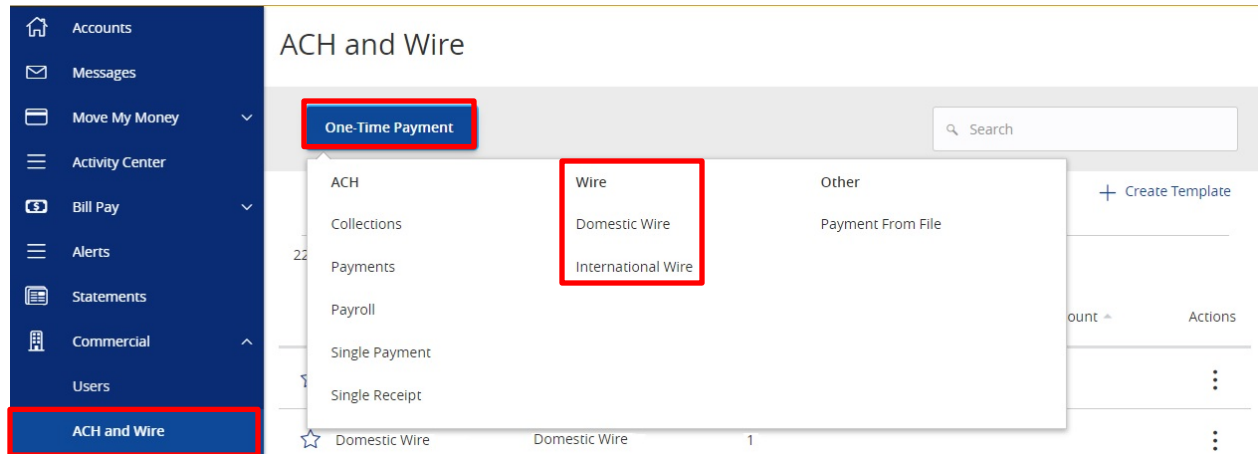 Accounts
Messages
Move My Money
Activity Center
Bill Pay
Alerts
Statements
Commercial
Users
ACH and Wire
ACH and Wire
One-Time Payment
Search
ACH
Collections
Payments
Payroll
Single Payment
Single Receipt
Wire
Domestic Wire
International Wire
Other
Payment From File
+ Create Template
22
ount
Actions
Domestic Wire Domestic Wire 1